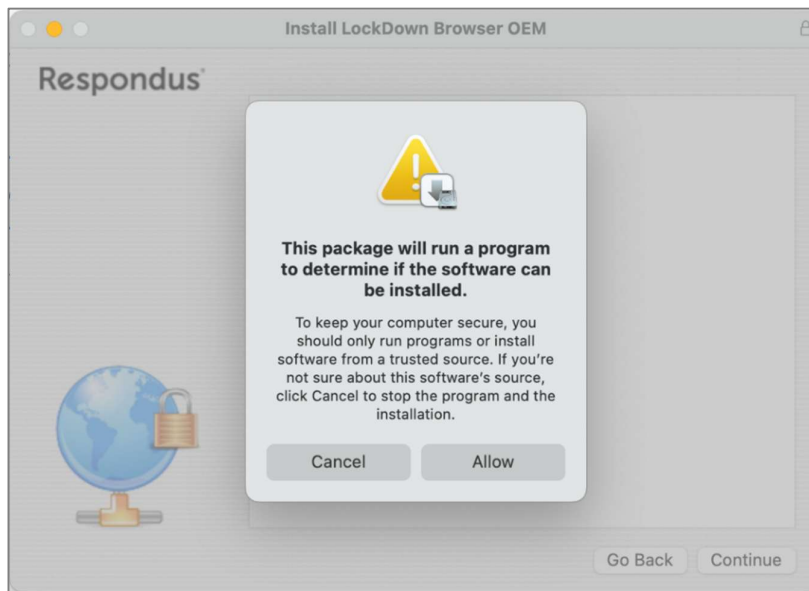 Install LockDown Browser OEM
Respondus
This package will run a program
to determine if the software can
be installed.
To keep your computer secure, you
should only run programs or install
software from a trusted source. If you're
not sure about this software's source,
click Cancel to stop the program and the
installation.
Cancel
Allow
Go Back
Continue